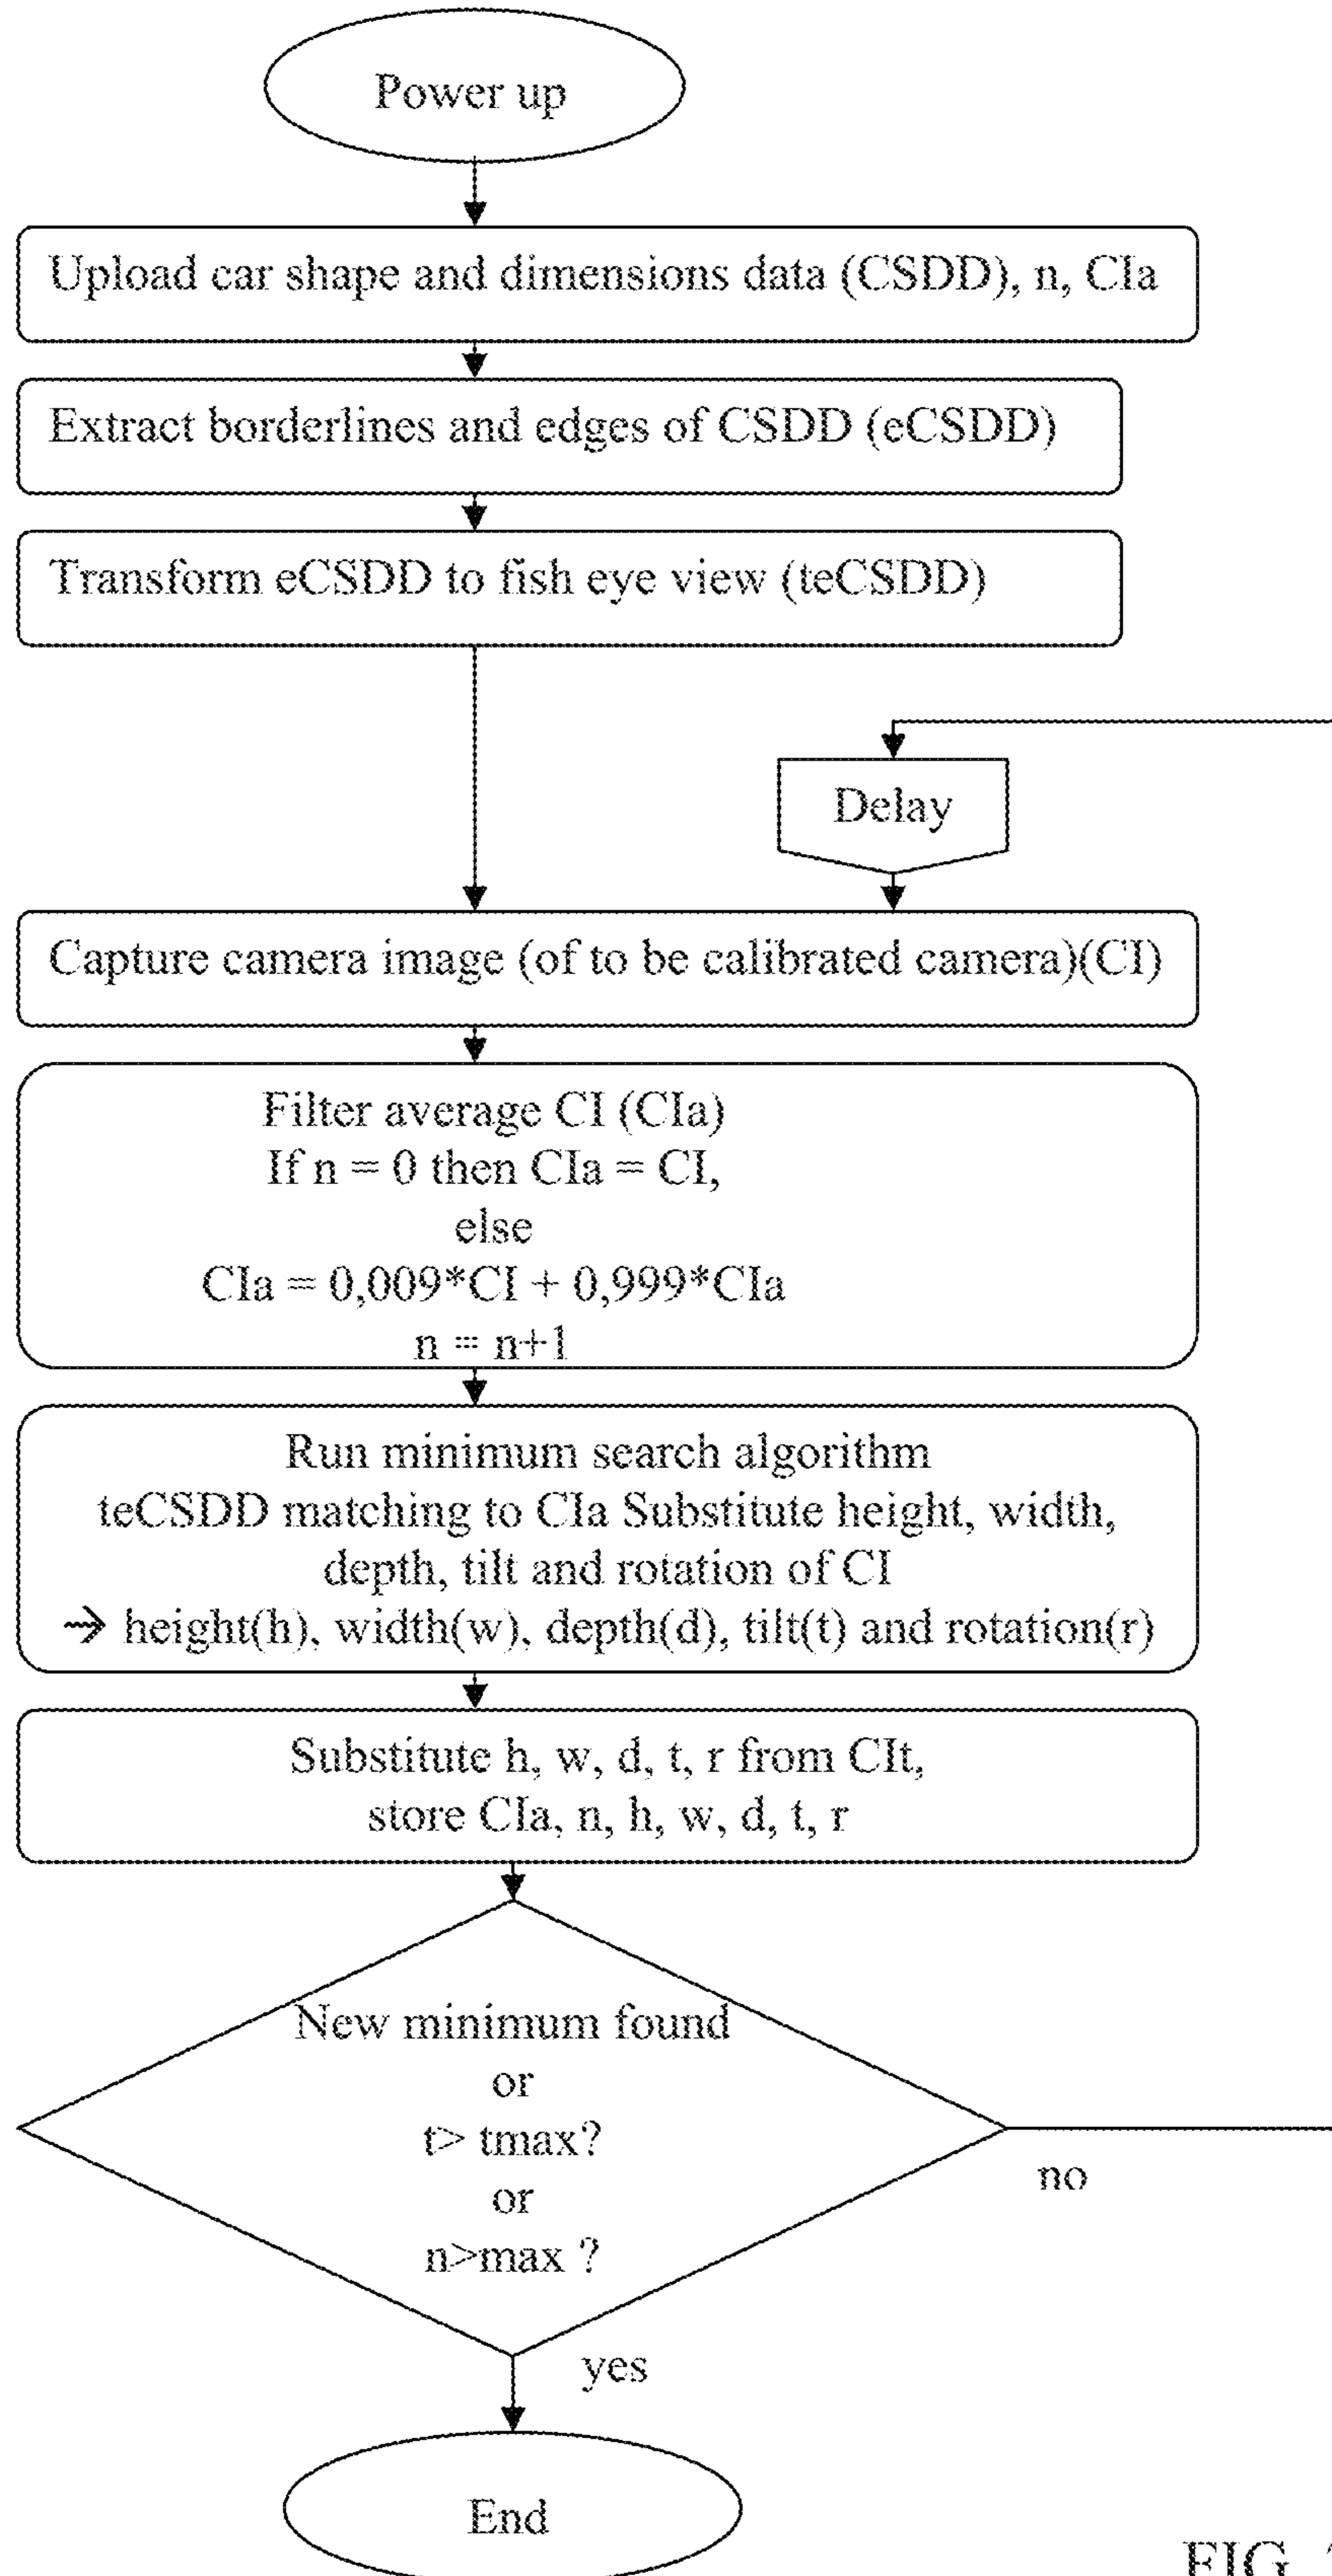 Power up
Upload car shape and dimensions data (CSDD), n, CIa
Extract borderlines and edges of CSDD (eCSDD)
Transform eCSDD to fish eye view (teCSDD)
Delay
Capture camera image (of to be calibrated camera)(CI)
Filter average CI (CIa)
If n = 0 then CIa = CI,
else
CIa = 0,009*CI + 0,999*CIa
n = n+1
Run minimum search algorithm
teCSDD matching to CIa Substitute height, width,
depth, tilt and rotation of CI
→ height(h), width(w), depth(d), tilt(t) and rotation(r)
Substitute h, w, d, t, r from CIt,
store CIa, n, h, w, d, t, r
New minimum found
or
t> tmax?
or
n>max ?
no
yes
End
FIG.